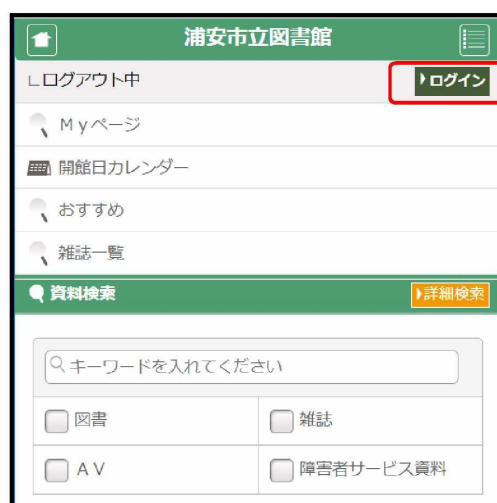 浦安市立図書館
∟ログアウト中
ログイン
Ｍｙページ
開館日カレンダー
おすすめ
雑誌一覧
資料検索
詳細検索
キーワードを入れてください
図書
雑誌
ＡＶ
障害者サービス資料